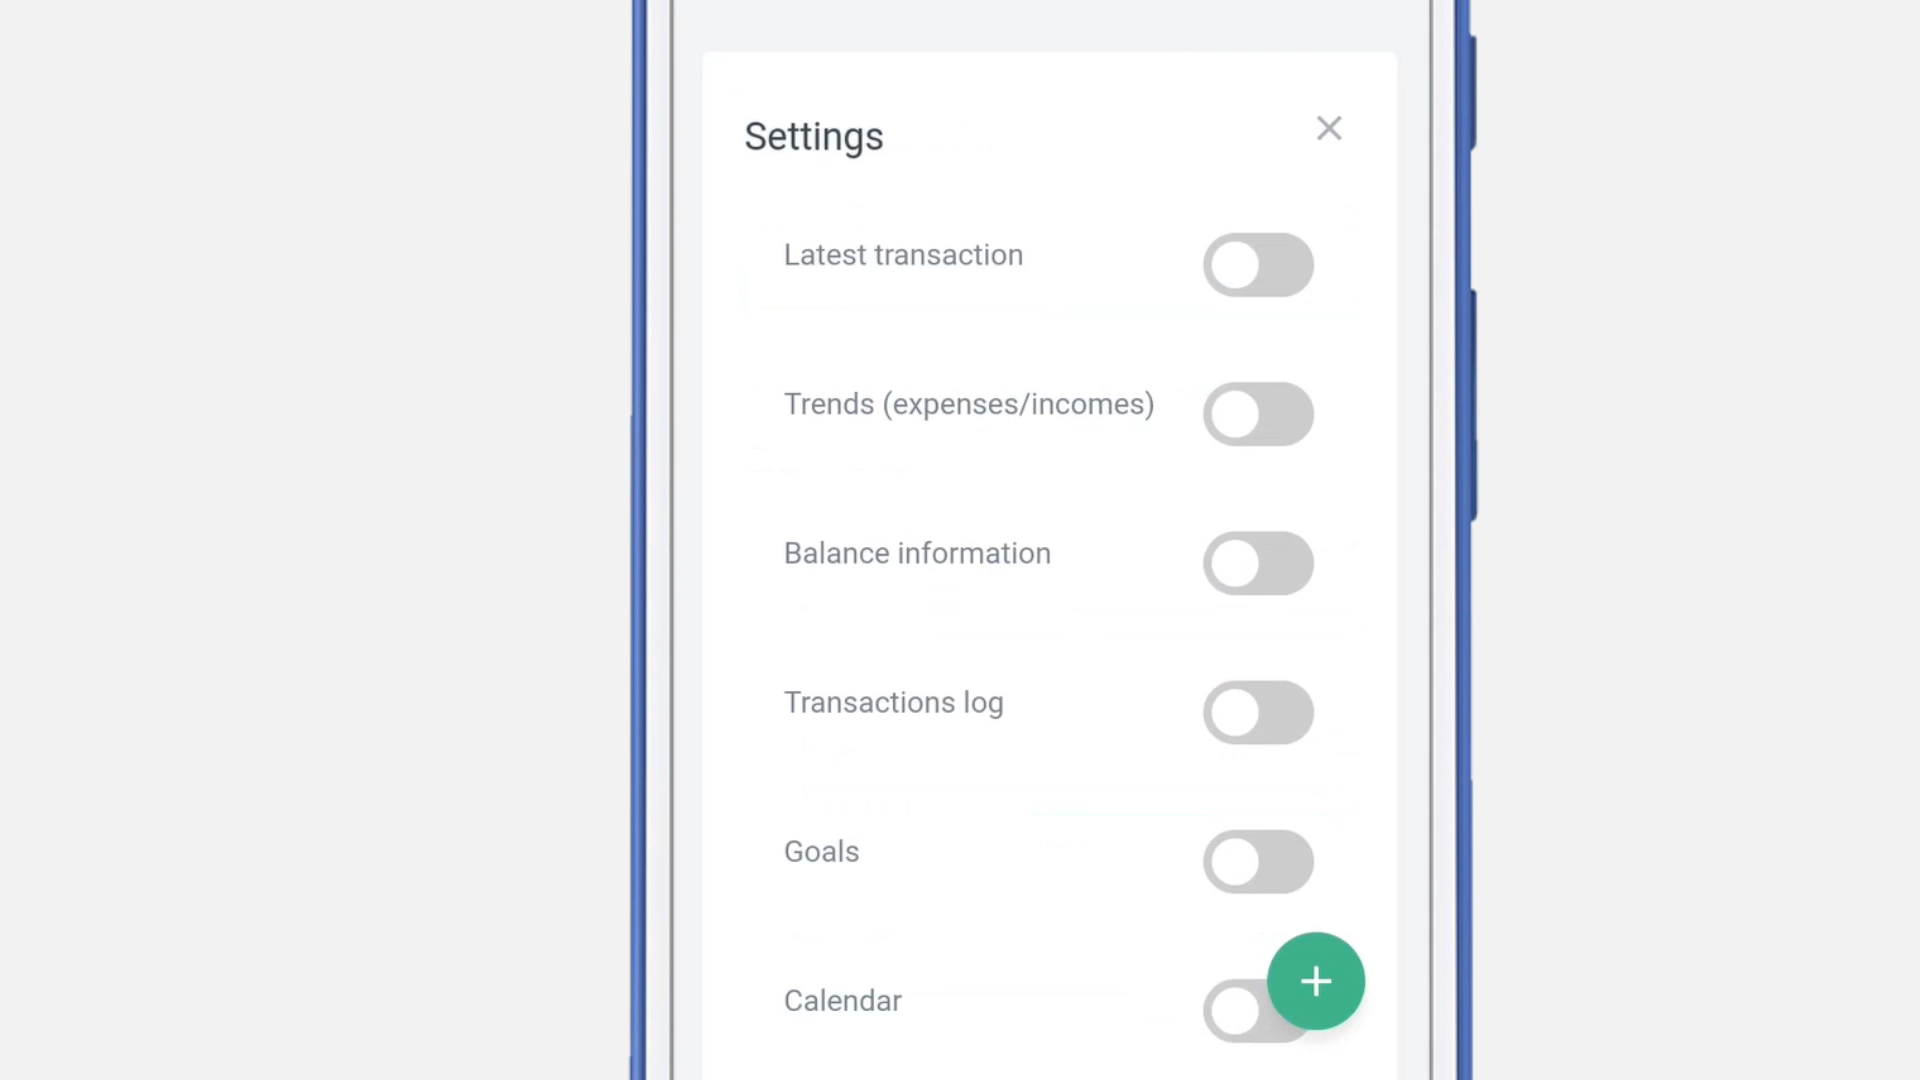 Settings
Latest transaction
Trends (expenses/incomes)
Balance information
Transactions log
Goals
Calendar